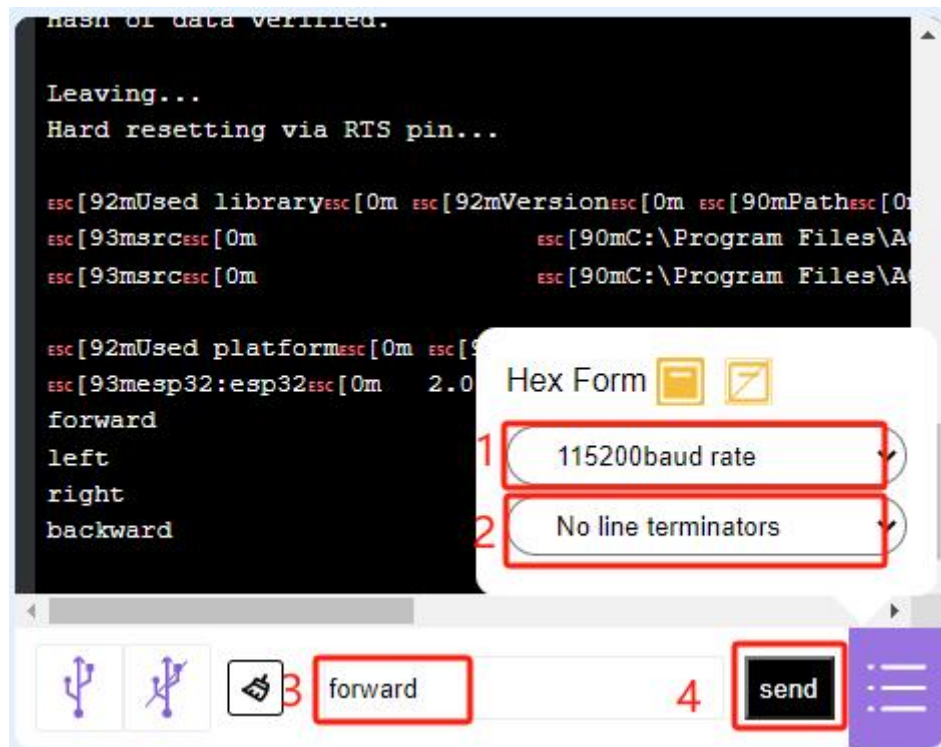 Hash of data verified.
Leaving...
Hard resetting via RTS pin...
ESC[92mUsed libraryESC[0m ESC[92mVersionESC[0m ESC[90mPathESC[0m
ESC[93msrcESC[0m ESC[90mC:\Program Files\A
ESC[93msrcESC[0m ESC[90mC:\Program Files\A
ESC[92mUsed platformESC[0m ESC[9
ESC[93mesp32:esp32ESC[0m 2.0
Hex Form
forward
1 115200baud rate
left
right
2 No line terminators
backward
3 forward
4 send